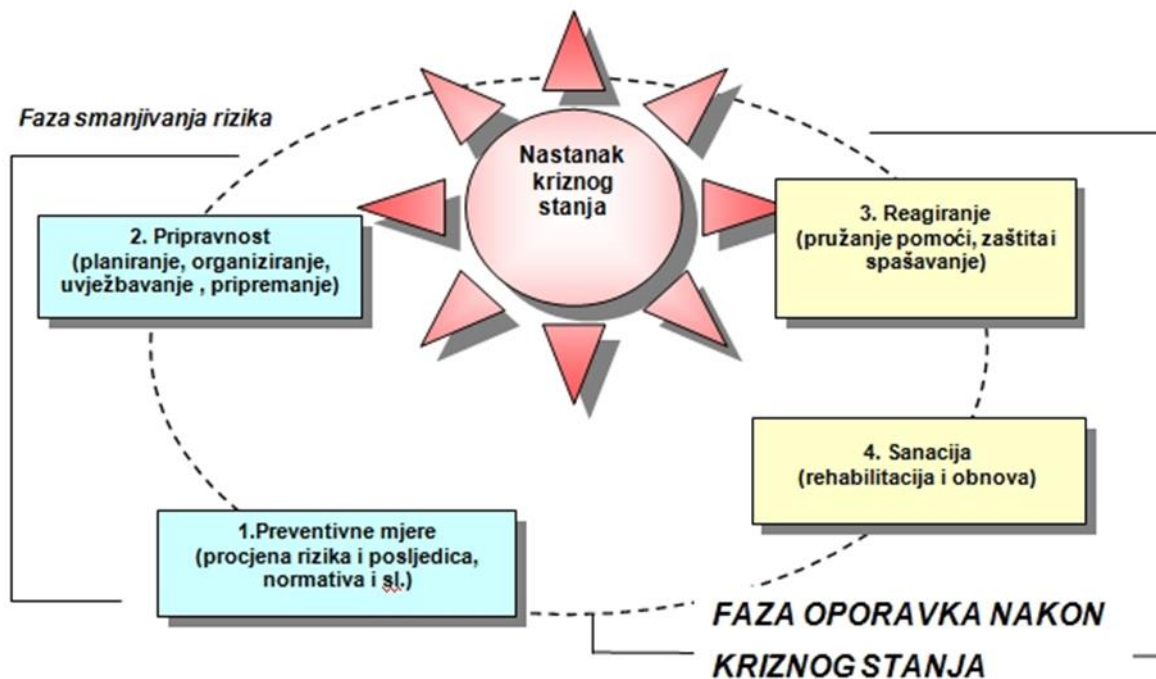 Faza smanjivanja rizika
Nastanak
kriznog
stanja
2. Pripravnost
(planiranje, organiziranje,
uvježbavanje , pripremanje)
3. Reagiranje
(pružanje pomoći, zaštita i
spašavanje)
4. Sanacija
(rehabilitacija i obnova)
1.Preventivne mjere
(procjena rizika i posljedica,
normativa i sl.)
FAZA OPORAVKA NAKON
KRIZNOG STANJA